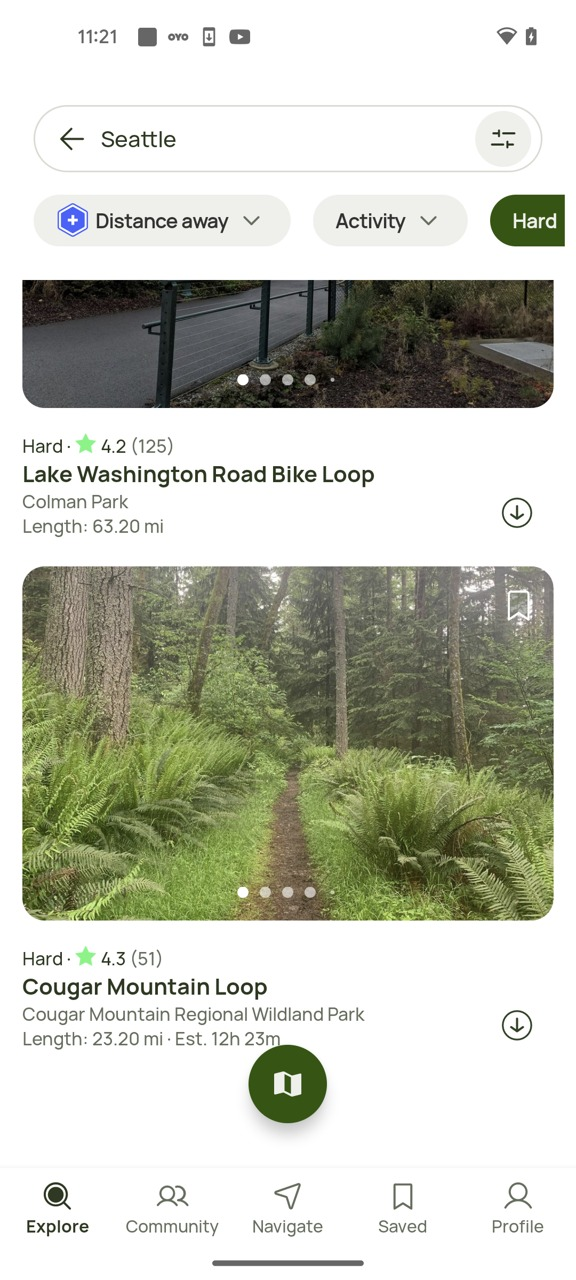 11:21 OYO
Seattle
Distance away Activity Hard
Hard · 4.2 (125)
Lake Washington Road Bike Loop
Colman Park
Length: 63.20 mi
Hard · 4.3 (51)
Cougar Mountain Loop
Cougar Mountain Regional Wildland Park
Length: 23.20 mi · Est. 12h 23m
Explore Community Navigate Saved Profile